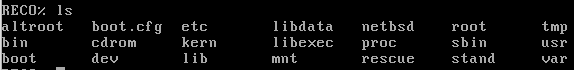 RECO% ls
altroot boot.cfg etc libdata netbsd root tmp
bin cdrom kern libexec proc sbin usr
boot dev lib mnt rescue stand var